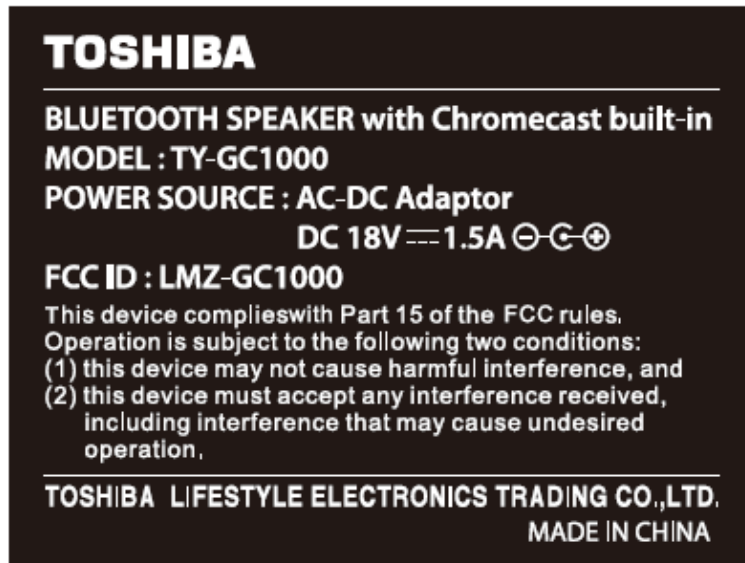 TOSHIBA
BLUETOOTH SPEAKER with Chromecast built-in
MODEL : TY-GC1000
POWER SOURCE : AC-DC Adaptor
DC 18V ⎓ 1.5A ⊖-C-⊕
FCC ID : LMZ-GC1000
This device complieswith Part 15 of the FCC rules.
Operation is subject to the following two conditions:
(1) this device may not cause harmful interference, and
(2) this device must accept any interference received,
including interference that may cause undesired
operation.
TOSHIBA LIFESTYLE ELECTRONICS TRADING CO.,LTD.
MADE IN CHINA